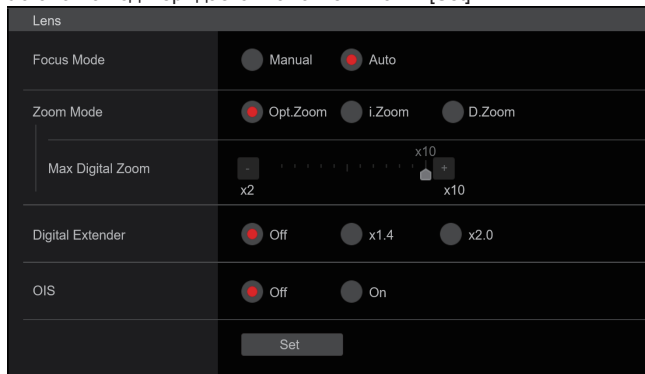 [Set]
Lens
Focus Mode Manual Auto
Zoom Mode Opt.Zoom i.Zoom D.Zoom
x10
Max Digital Zoom - +
x2 x10
Digital Extender Off x1.4 x2.0
OIS Off On
Set